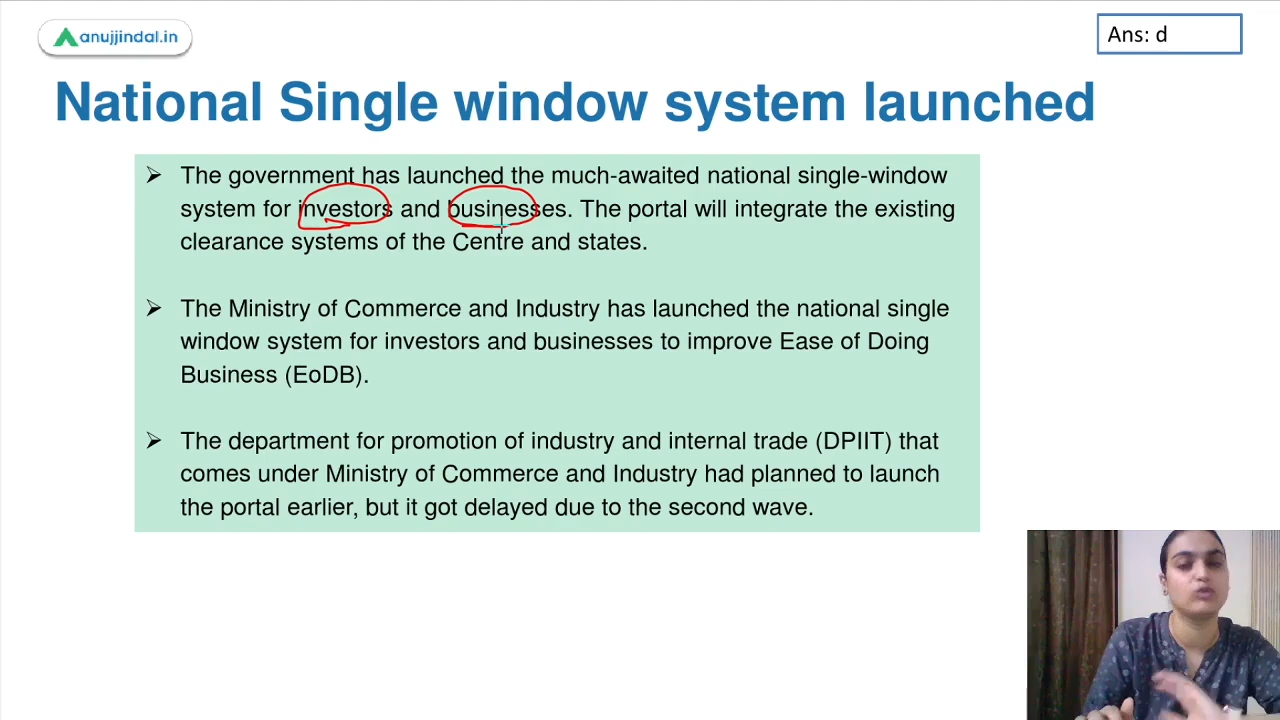 anujjindal.in
Ans: d
National Single window system launched
➢ The government has launched the much-awaited national single-window
system for investors and businesses. The portal will integrate the existing
clearance systems of the Centre and states.
➢ The Ministry of Commerce and Industry has launched the national single
window system for investors and businesses to improve Ease of Doing
Business (EoDB).
➢ The department for promotion of industry and internal trade (DPIIT) that
comes under Ministry of Commerce and Industry had planned to launch
the portal earlier, but it got delayed due to the second wave.